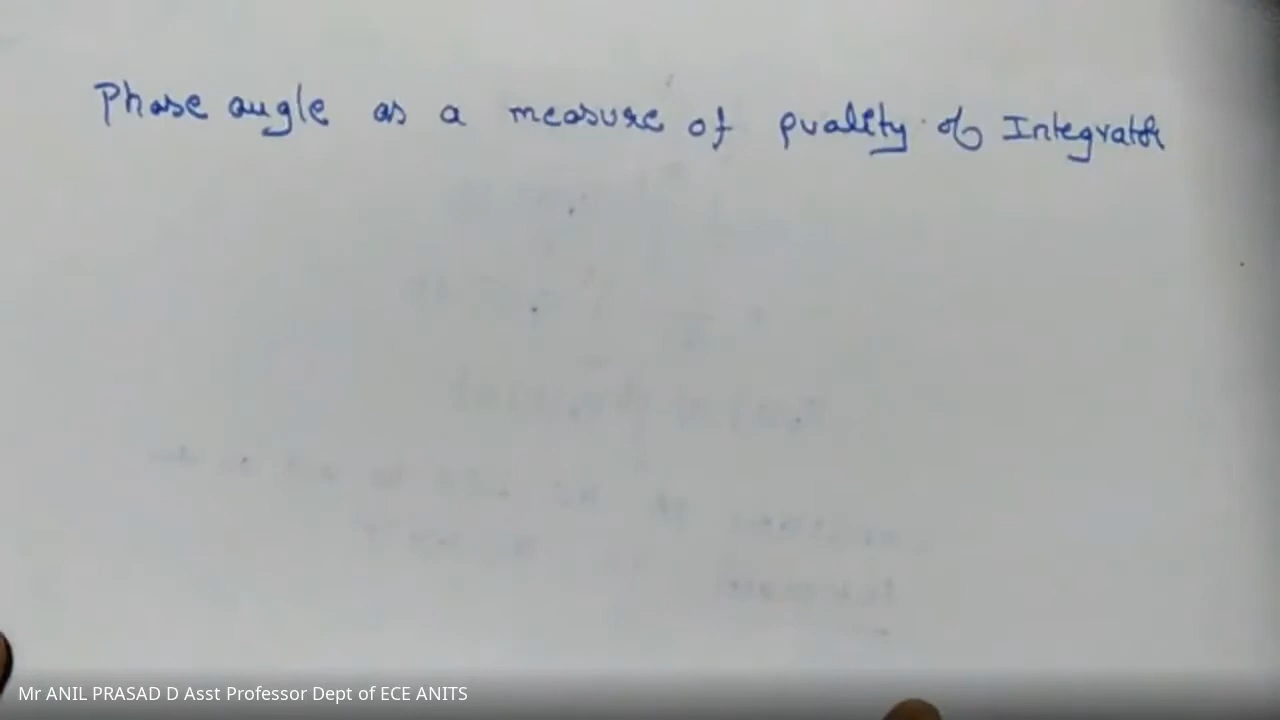 Phase angle as a measure of quality of Integrator
Mr ANIL PRASAD D Asst Professor Dept of ECE ANITS